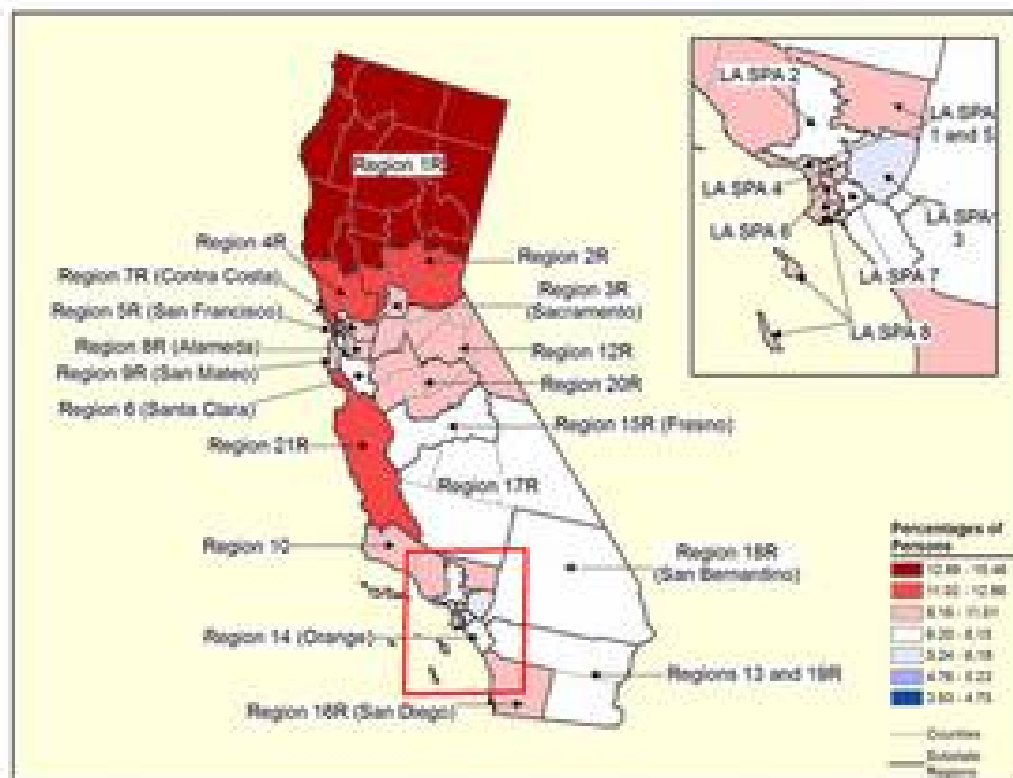 LA SPA 2
LA SPA
1 and 5
LA SPA 4
LA SPA 6
LA SPA
3
LA SPA 7
LA SPA 8
Region 1R
Region 4R
Region 2R
Region 7R (Contra Costa)
Region 3R
(Sacramento)
Region 5R (San Francisco)
Region 8R (Alameda)
Region 12R
Region 9R (San Mateo)
Region 20R
Region 6 (Santa Clara)
Region 15R (Fresno)
Region 21R
Region 17R
Region 10
Region 18R
(San Bernardino)
Region 14 (Orange)
Regions 13 and 19R
Region 16R (San Diego)
Percentages of
Persons
Counties
Substate
Regions